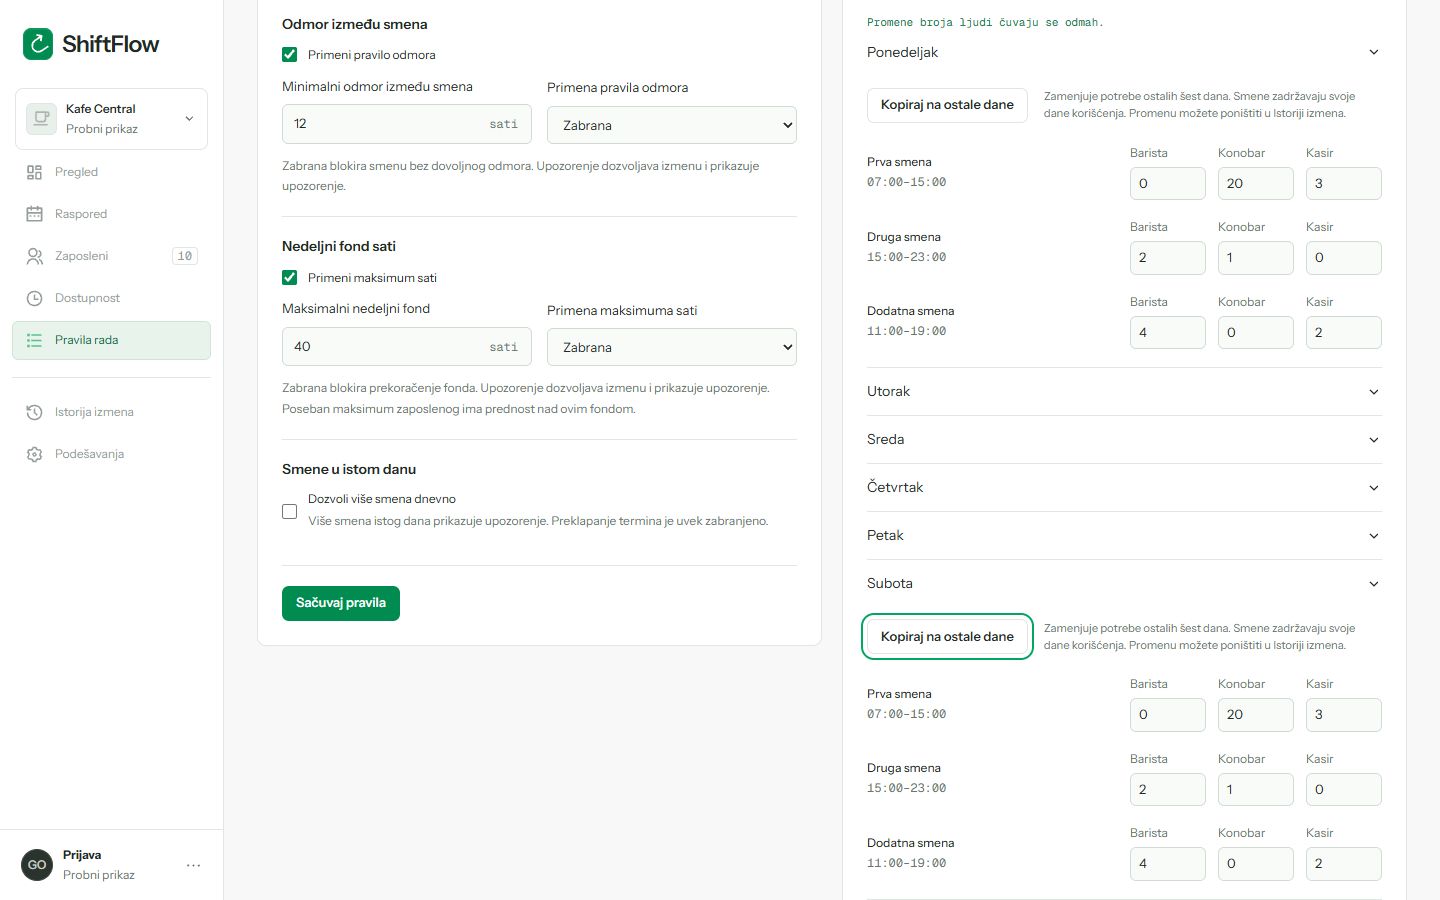 ShiftFlow
Kafe Central
Probni prikaz
Pregled
Raspored
Zaposleni 10
Dostupnost
Pravila rada
Istorija izmena
Podešavanja
GO
Prijava
Probni prikaz
...
Odmor između smena
Primeni pravilo odmora
Minimalni odmor između smena
12 sati
Primena pravila odmora
Zabrana
Zabrana blokira smenu bez dovoljnog odmora. Upozorenje dozvoljava izmenu i prikazuje
upozorenje.
Nedeljni fond sati
Primeni maksimum sati
Maksimalni nedeljni fond
40 sati
Primena maksimuma sati
Zabrana
Zabrana blokira prekoračenje fonda. Upozorenje dozvoljava izmenu i prikazuje upozorenje.
Poseban maksimum zaposlenog ima prednost nad ovim fondom.
Smene u istom danu
Dozvoli više smena dnevno
Više smena istog dana prikazuje upozorenje. Preklapanje termina je uvek zabranjeno.
Sačuvaj pravila
Promene broja ljudi čuvaju se odmah.
Ponedeljak
Kopiraj na ostale dane
Zamenjuje potrebe ostalih šest dana. Smene zadržavaju svoje
dane korišćenja. Promenu možete poništiti u Istoriji izmena.
Prva smena
07:00–15:00
Barista Konobar Kasir
0 20 3
Druga smena
15:00–23:00
Barista Konobar Kasir
2 1 0
Dodatna smena
11:00–19:00
Barista Konobar Kasir
4 0 2
Utorak
Sreda
Četvrtak
Petak
Subota
Kopiraj na ostale dane
Zamenjuje potrebe ostalih šest dana. Smene zadržavaju svoje
dane korišćenja. Promenu možete poništiti u Istoriji izmena.
Prva smena
07:00–15:00
Barista Konobar Kasir
0 20 3
Druga smena
15:00–23:00
Barista Konobar Kasir
2 1 0
Dodatna smena
11:00–19:00
Barista Konobar Kasir
4 0 2